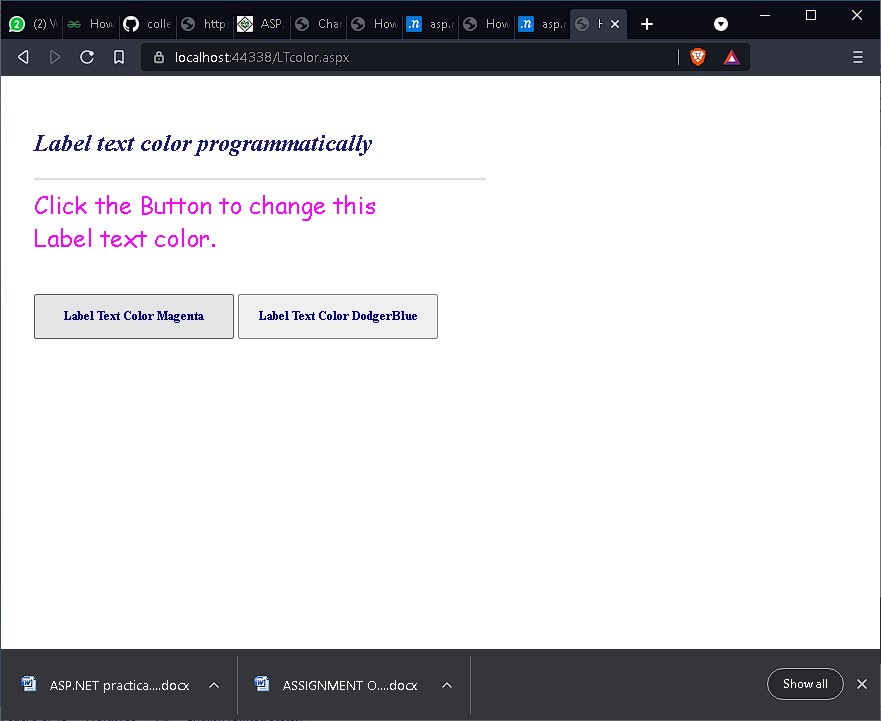 2
(2) V
How
colle
http:
ASP.
Cha
How
.n
asp.r
How
.n
asp.r
localhost:44338/LTcolor.aspx
Label text color programmatically
Click the Button to change this
Label text color.
Label Text Color Magenta
Label Text Color DodgerBlue
ASP.NET practica....docx
ASSIGNMENT O....docx
Show all